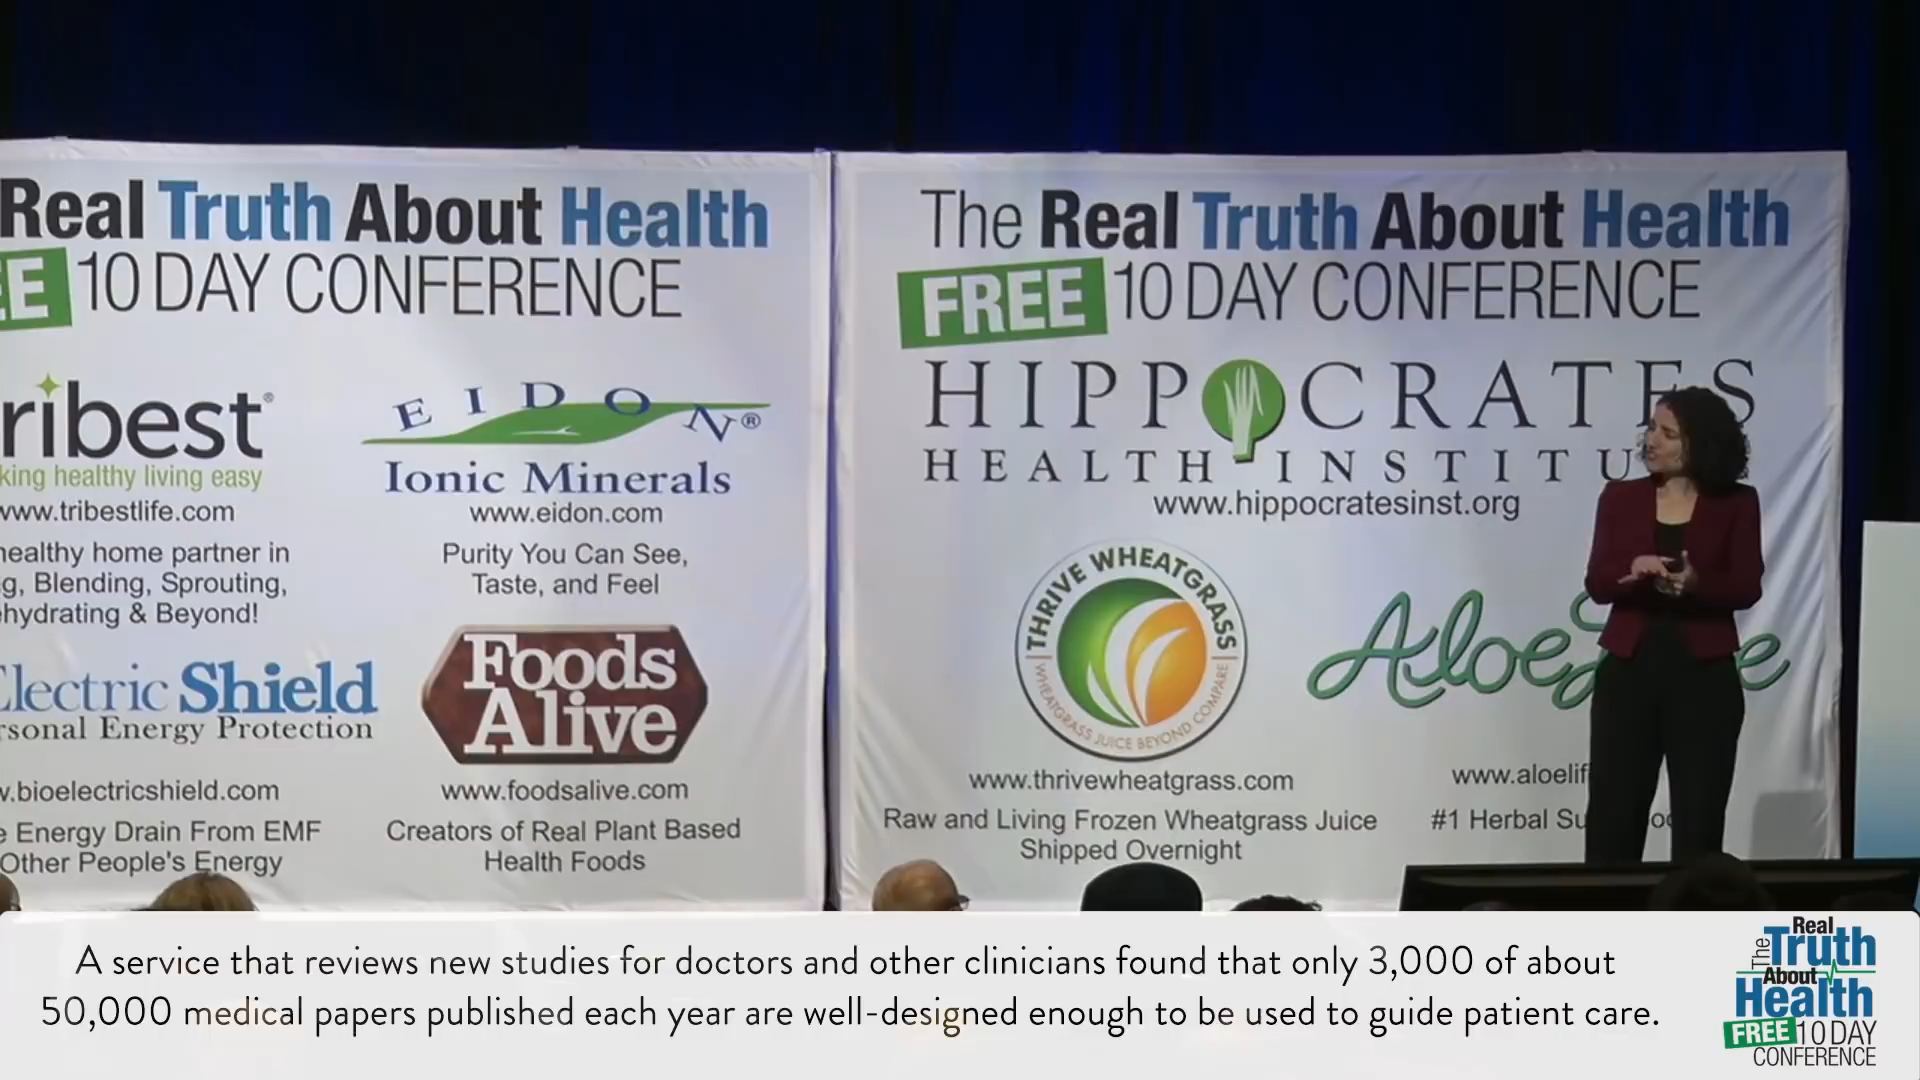 Real Truth About Health
10 DAY CONFERENCE
EIDON®
Ionic Minerals
www.eidon.com
Purity You Can See,
Taste, and Feel
king healthy living easy
www.tribestlife.com
healthy home partner in
g, Blending, Sprouting,
hydrating & Beyond!
Electric Shield
rsonal Energy Protection
w.bioelectricshield.com
e Energy Drain From EMF
Other People's Energy
Foods
Alive
www.foodsalive.com
Creators of Real Plant Based
Health Foods
The Real Truth About Health
FREE 10 DAY CONFERENCE
HIPPOCRATES
HEALTH INSTITU
www.hippocratesinst.org
THRIVE WHEATGRASS
WHEATGRASS JUICE BEYOND COMPARE
www.thrivewheatgrass.com
Raw and Living Frozen Wheatgrass Juice
Shipped Overnight
Aloe
www.aloelif
#1 Herbal Su
A service that reviews new studies for doctors and other clinicians found that only 3,000 of about
50,000 medical papers published each year are well-designed enough to be used to guide patient care.
The Real
Truth
About
Health
FREE 10 DAY
CONFERENCE